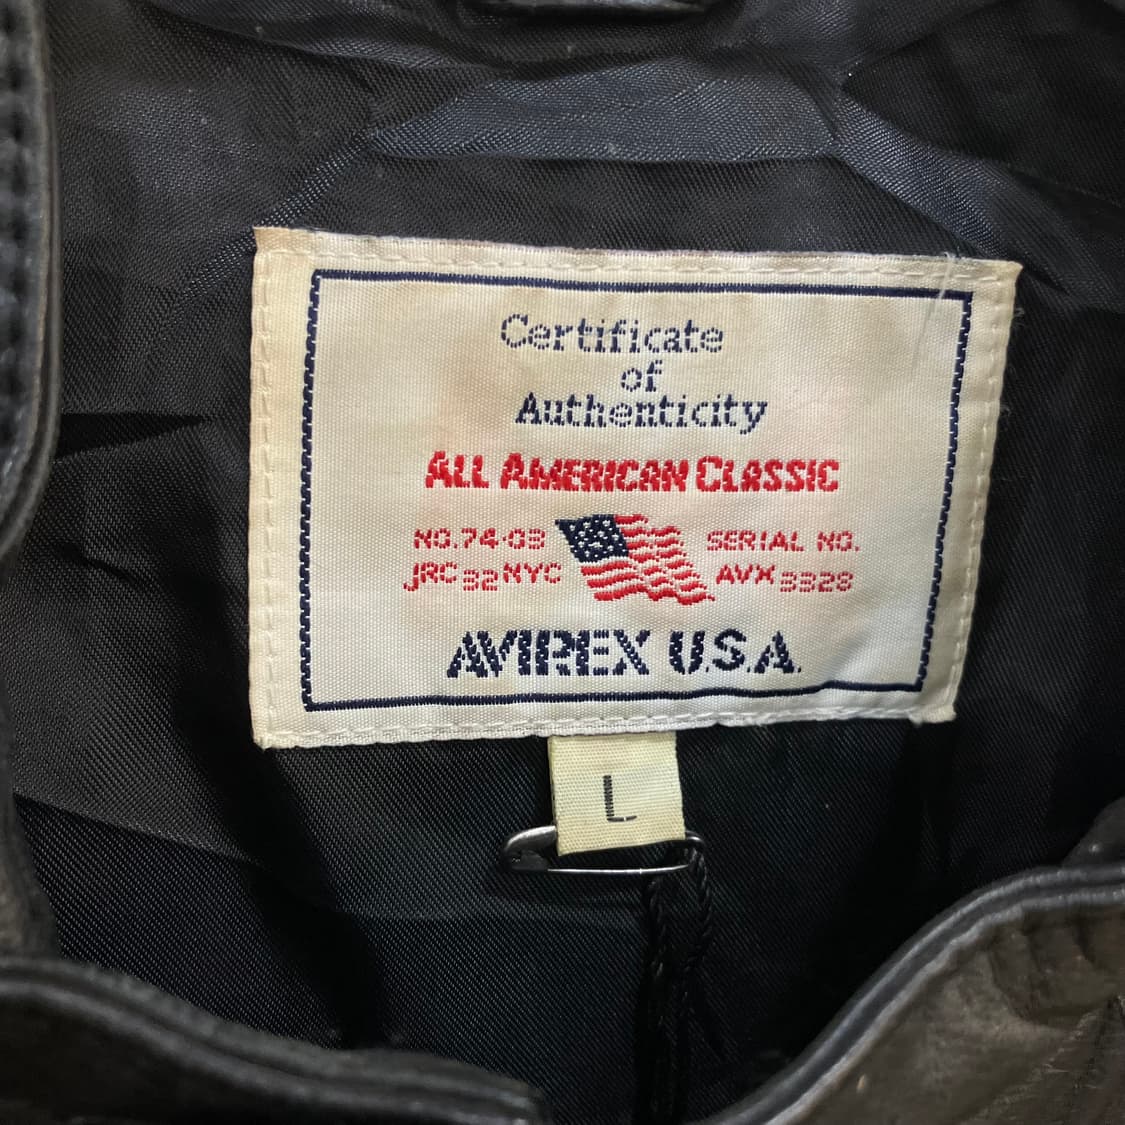 Certificate
of
Authenticity
ALL AMERICAN CLASSIC
NO.74-03 SERIAL NO.
JRC 32 NYC AVX 3328
AVIREX U.S.A.
L